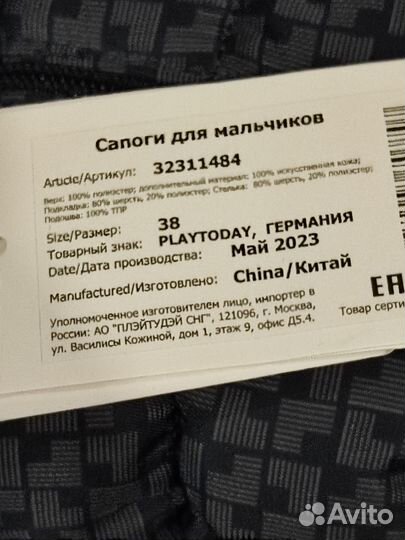 Сапоги для мальчиков
Article/Артикул: 32311484
Верх: 100% полиэстер; дополнительный материал: 100% искусственная кожа;
Подкладка: 80% шерсть, 20% полиэстер; Стелька: 80% шерсть, 20% полиэстер;
Подошва: 100% ТПР
Size/Размер: 38
Товарный знак: PLAYTODAY, ГЕРМАНИЯ
Date/Дата производства: Май 2023
Manufactured/Изготовлено: China/Китай
Уполномоченное изготовителем лицо, импортер в
России: АО "ПЛЭЙТУДЭЙ СНГ", 121096, г. Москва,
ул. Василисы Кожиной, дом 1, этаж 9, офис Д5.4.
EA
Товар серти
Avito